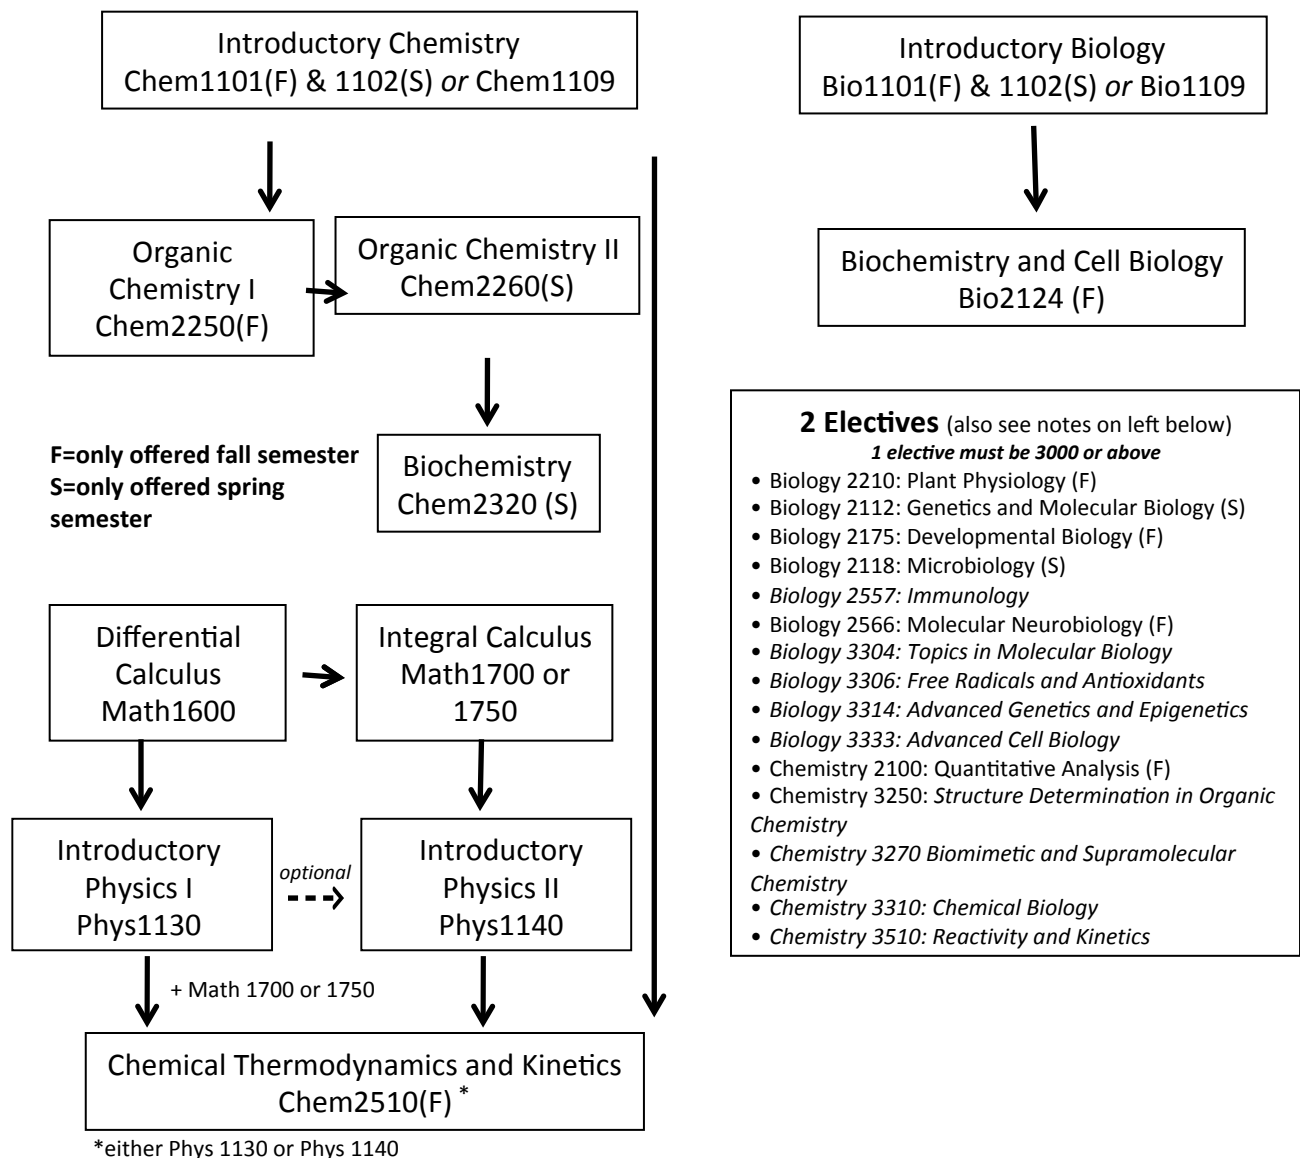 Introductory Chemistry
Chem1101(F) & 1102(S) or Chem1109
Introductory Biology
Bio1101(F) & 1102(S) or Bio1109
Organic
Chemistry I
Chem2250(F)
Organic Chemistry II
Chem2260(S)
Biochemistry and Cell Biology
Bio2124 (F)
F=only offered fall semester
S=only offered spring
semester
Biochemistry
Chem2320 (S)
Differential
Calculus
Math1600
Integral Calculus
Math1700 or
1750
Introductory
Physics I
Phys1130
optional
Introductory
Physics II
Phys1140
+ Math 1700 or 1750
Chemical Thermodynamics and Kinetics
Chem2510(F) *
*either Phys 1130 or Phys 1140
2 Electives (also see notes on left below)
1 elective must be 3000 or above
• Biology 2210: Plant Physiology (F)
• Biology 2112: Genetics and Molecular Biology (S)
• Biology 2175: Developmental Biology (F)
• Biology 2118: Microbiology (S)
• Biology 2557: Immunology
• Biology 2566: Molecular Neurobiology (F)
• Biology 3304: Topics in Molecular Biology
• Biology 3306: Free Radicals and Antioxidants
• Biology 3314: Advanced Genetics and Epigenetics
• Biology 3333: Advanced Cell Biology
• Chemistry 2100: Quantitative Analysis (F)
• Chemistry 3250: Structure Determination in Organic
Chemistry
• Chemistry 3270 Biomimetic and Supramolecular
Chemistry
• Chemistry 3310: Chemical Biology
• Chemistry 3510: Reactivity and Kinetics